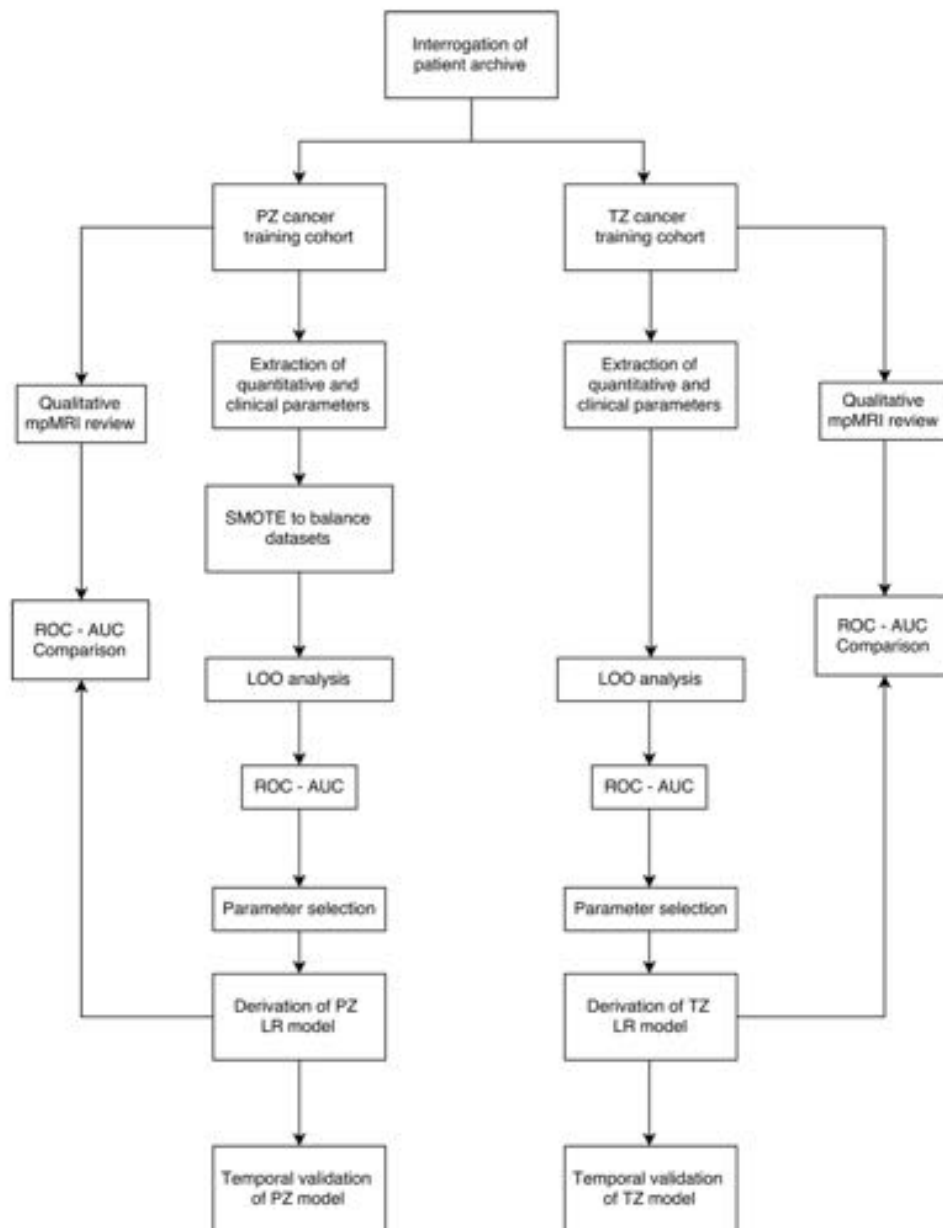 Interrogation of
patient archive
PZ cancer
training cohort
TZ cancer
training cohort
Extraction of
quantitative and
clinical parameters
Extraction of
quantitative and
clinical parameters
Qualitative
mpMRI review
Qualitative
mpMRI review
SMOTE to balance
datasets
ROC - AUC
Comparison
ROC - AUC
Comparison
LOO analysis
LOO analysis
ROC - AUC
ROC - AUC
Parameter selection
Parameter selection
Derivation of PZ
LR model
Derivation of TZ
LR model
Temporal validation
of PZ model
Temporal validation
of TZ model